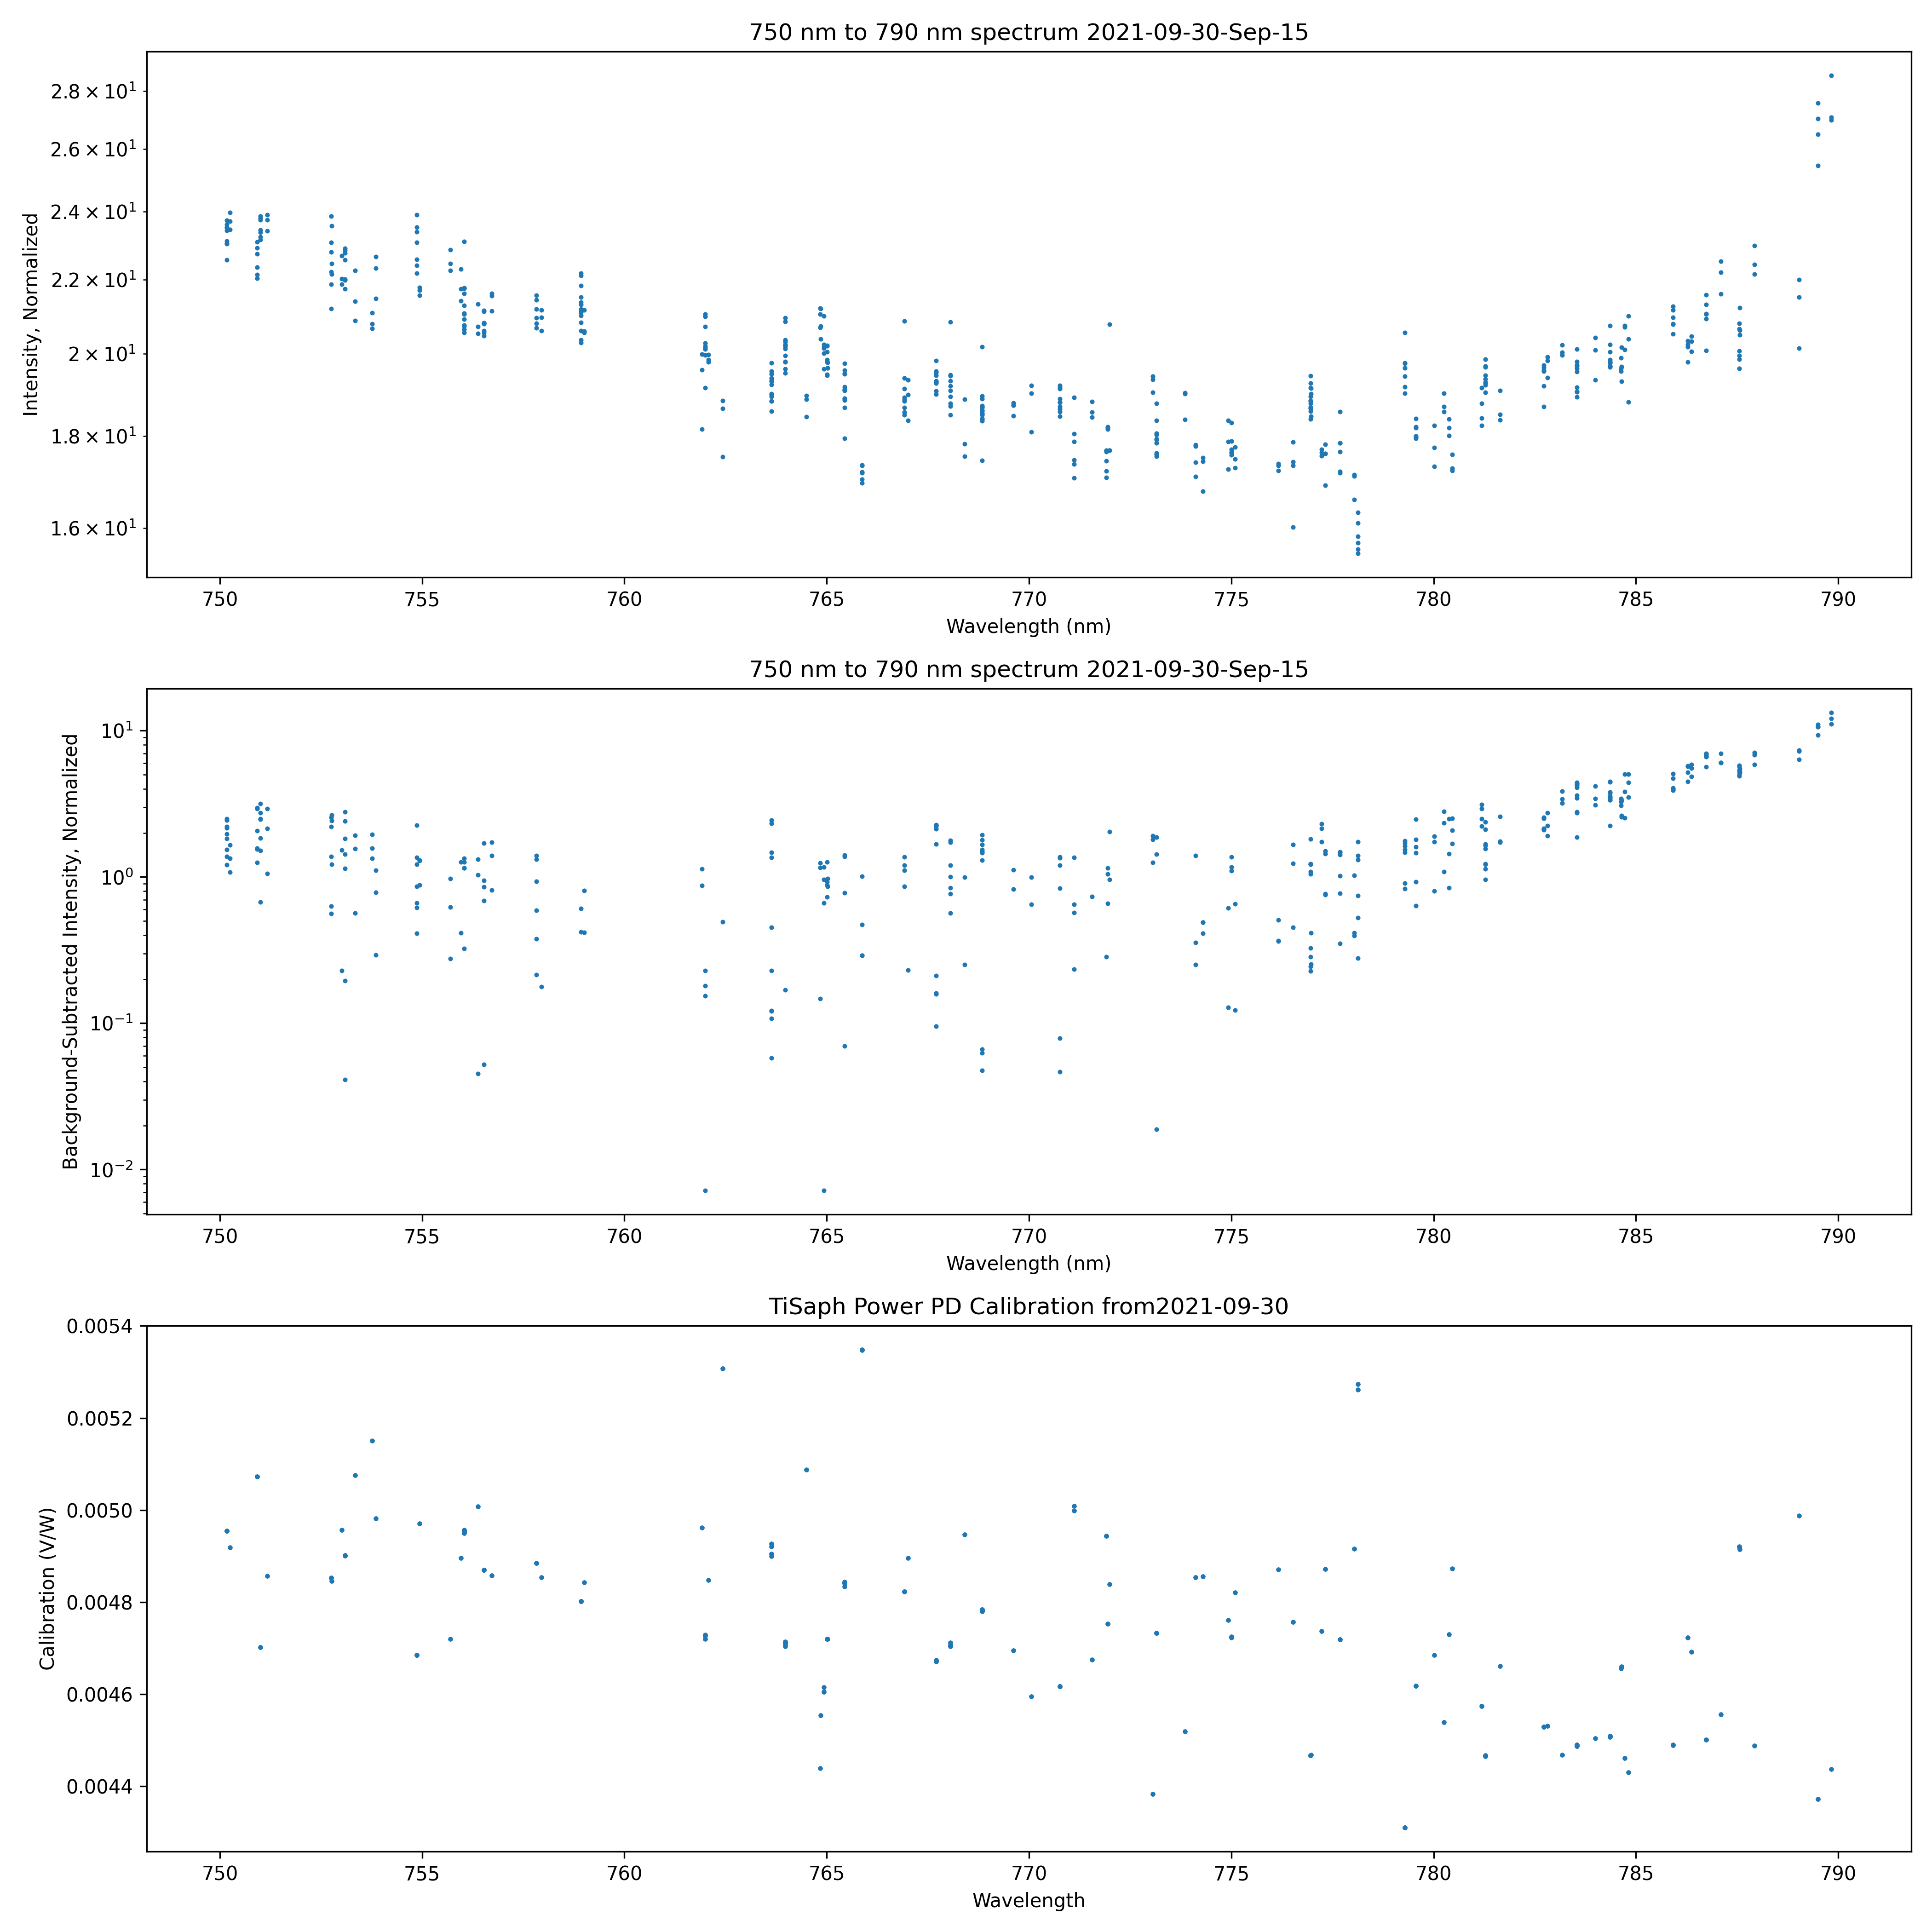 750 nm to 790 nm spectrum 2021-09-30-Sep-15
Intensity, Normalized
2.8 × 10¹
2.6 × 10¹
2.4 × 10¹
2.2 × 10¹
2 × 10¹
1.8 × 10¹
1.6 × 10¹
750 755 760 765 770 775 780 785 790
Wavelength (nm)
750 nm to 790 nm spectrum 2021-09-30-Sep-15
Background-Subtracted Intensity, Normalized
10¹
10⁰
10⁻¹
10⁻²
750 755 760 765 770 775 780 785 790
Wavelength (nm)
TiSaph Power PD Calibration from2021-09-30
Calibration (V/W)
0.0054
0.0052
0.0050
0.0048
0.0046
0.0044
750 755 760 765 770 775 780 785 790
Wavelength